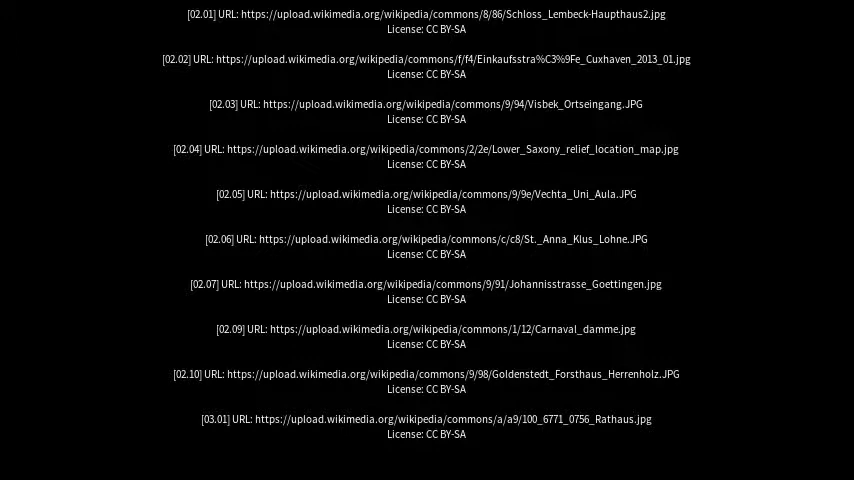 [02.01] URL: https://upload.wikimedia.org/wikipedia/commons/8/86/Schloss_Lembeck-Haupthaus2.jpg
License: CC BY-SA
[02.02] URL: https://upload.wikimedia.org/wikipedia/commons/f/f4/Einkaufsstra%C3%9Fe_Cuxhaven_2013_01.jpg
License: CC BY-SA
[02.03] URL: https://upload.wikimedia.org/wikipedia/commons/9/94/Visbek_Ortseingang.JPG
License: CC BY-SA
[02.04] URL: https://upload.wikimedia.org/wikipedia/commons/2/2e/Lower_Saxony_relief_location_map.jpg
License: CC BY-SA
[02.05] URL: https://upload.wikimedia.org/wikipedia/commons/9/9e/Vechta_Uni_Aula.JPG
License: CC BY-SA
[02.06] URL: https://upload.wikimedia.org/wikipedia/commons/c/c8/St._Anna_Klus_Lohne.JPG
License: CC BY-SA
[02.07] URL: https://upload.wikimedia.org/wikipedia/commons/9/91/Johannisstrasse_Goettingen.jpg
License: CC BY-SA
[02.09] URL: https://upload.wikimedia.org/wikipedia/commons/1/12/Carnaval_damme.jpg
License: CC BY-SA
[02.10] URL: https://upload.wikimedia.org/wikipedia/commons/9/98/Goldenstedt_Forsthaus_Herrenholz.JPG
License: CC BY-SA
[03.01] URL: https://upload.wikimedia.org/wikipedia/commons/a/a9/100_6771_0756_Rathaus.jpg
License: CC BY-SA